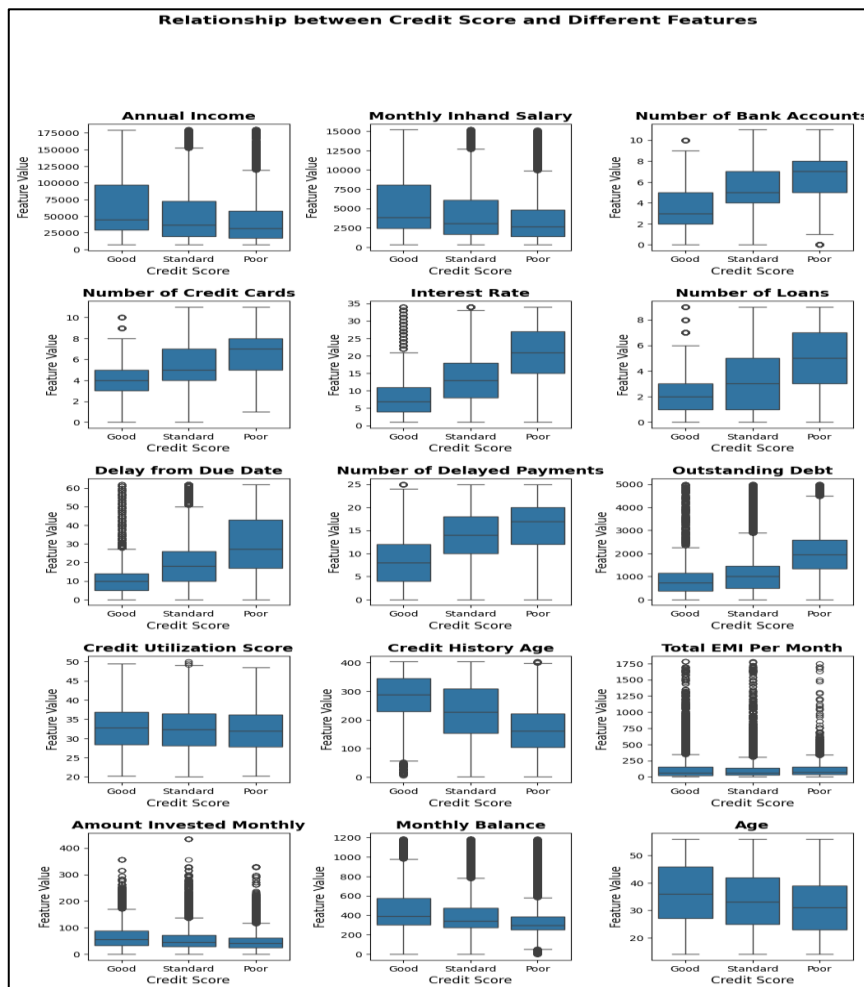 Relationship between Credit Score and Different Features
Annual Income Monthly Inhand Salary Number of Bank Accounts
Feature Value
175000
150000
125000
100000
75000
50000
25000
0
Good Standard Poor
Credit Score
Feature Value
15000
12500
10000
7500
5000
2500
0
Good Standard Poor
Credit Score
Feature Value
10
8
6
4
2
0
Good Standard Poor
Credit Score
Number of Credit Cards Interest Rate Number of Loans
Feature Value
10
8
6
4
2
0
Good Standard Poor
Credit Score
Feature Value
35
30
25
20
15
10
5
0
Good Standard Poor
Credit Score
Feature Value
8
6
4
2
0
Good Standard Poor
Credit Score
Delay from Due Date Number of Delayed Payments Outstanding Debt
Feature Value
60
50
40
30
20
10
0
Good Standard Poor
Credit Score
Feature Value
25
20
15
10
5
0
Good Standard Poor
Credit Score
Feature Value
5000
4000
3000
2000
1000
0
Good Standard Poor
Credit Score
Credit Utilization Score Credit History Age Total EMI Per Month
Feature Value
50
45
40
35
30
25
20
Good Standard Poor
Credit Score
Feature Value
400
300
200
100
0
Good Standard Poor
Credit Score
Feature Value
1750
1500
1250
1000
750
500
250
0
Good Standard Poor
Credit Score
Amount Invested Monthly Monthly Balance Age
Feature Value
400
300
200
100
0
Good Standard Poor
Credit Score
Feature Value
1200
1000
800
600
400
200
0
Good Standard Poor
Credit Score
Feature Value
50
40
30
20
Good Standard Poor
Credit Score